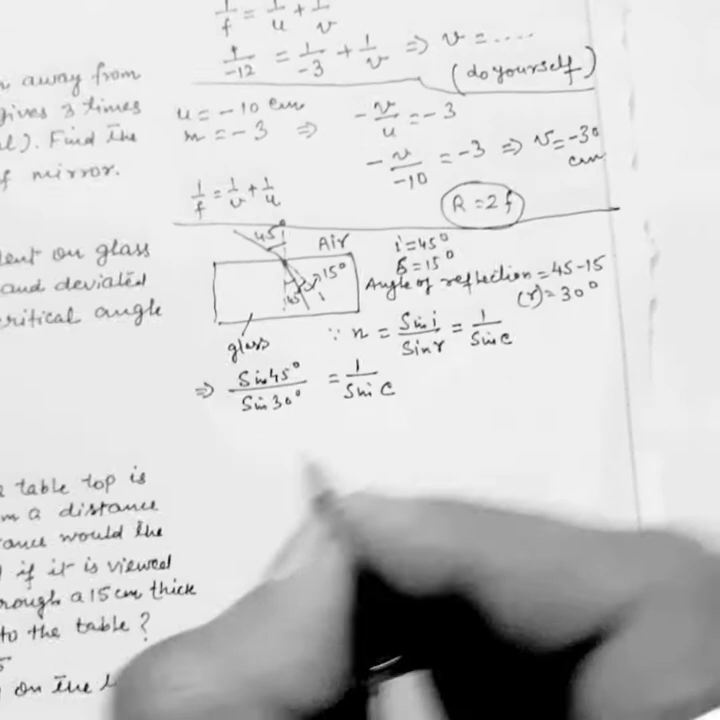 1/f = 1/u + 1/v
1/-12 = 1/-3 + 1/v ⇒ v = ....
(do yourself)
away from
gives 3 times
Find the
f mirror.
u = -10 cm
m = -3 ⇒ -v/u = -3
-v/-10 = -3 ⇒ v = -30 cm
1/f = 1/v + 1/u
R = 2f
dent on glass
and deviated
critical angle
45°
Air
15°
45°
i
glass
i = 45°
δ = 15°
Angle of reflection = 45-15
(r) = 30°
∵ n = Sin i/Sin r = 1/Sin C
⇒ Sin 45°/Sin 30° = 1/Sin C
table top is
m a distance
ance would the
if it is viewed
rough a 15 cm thick
to the table?
5
on the